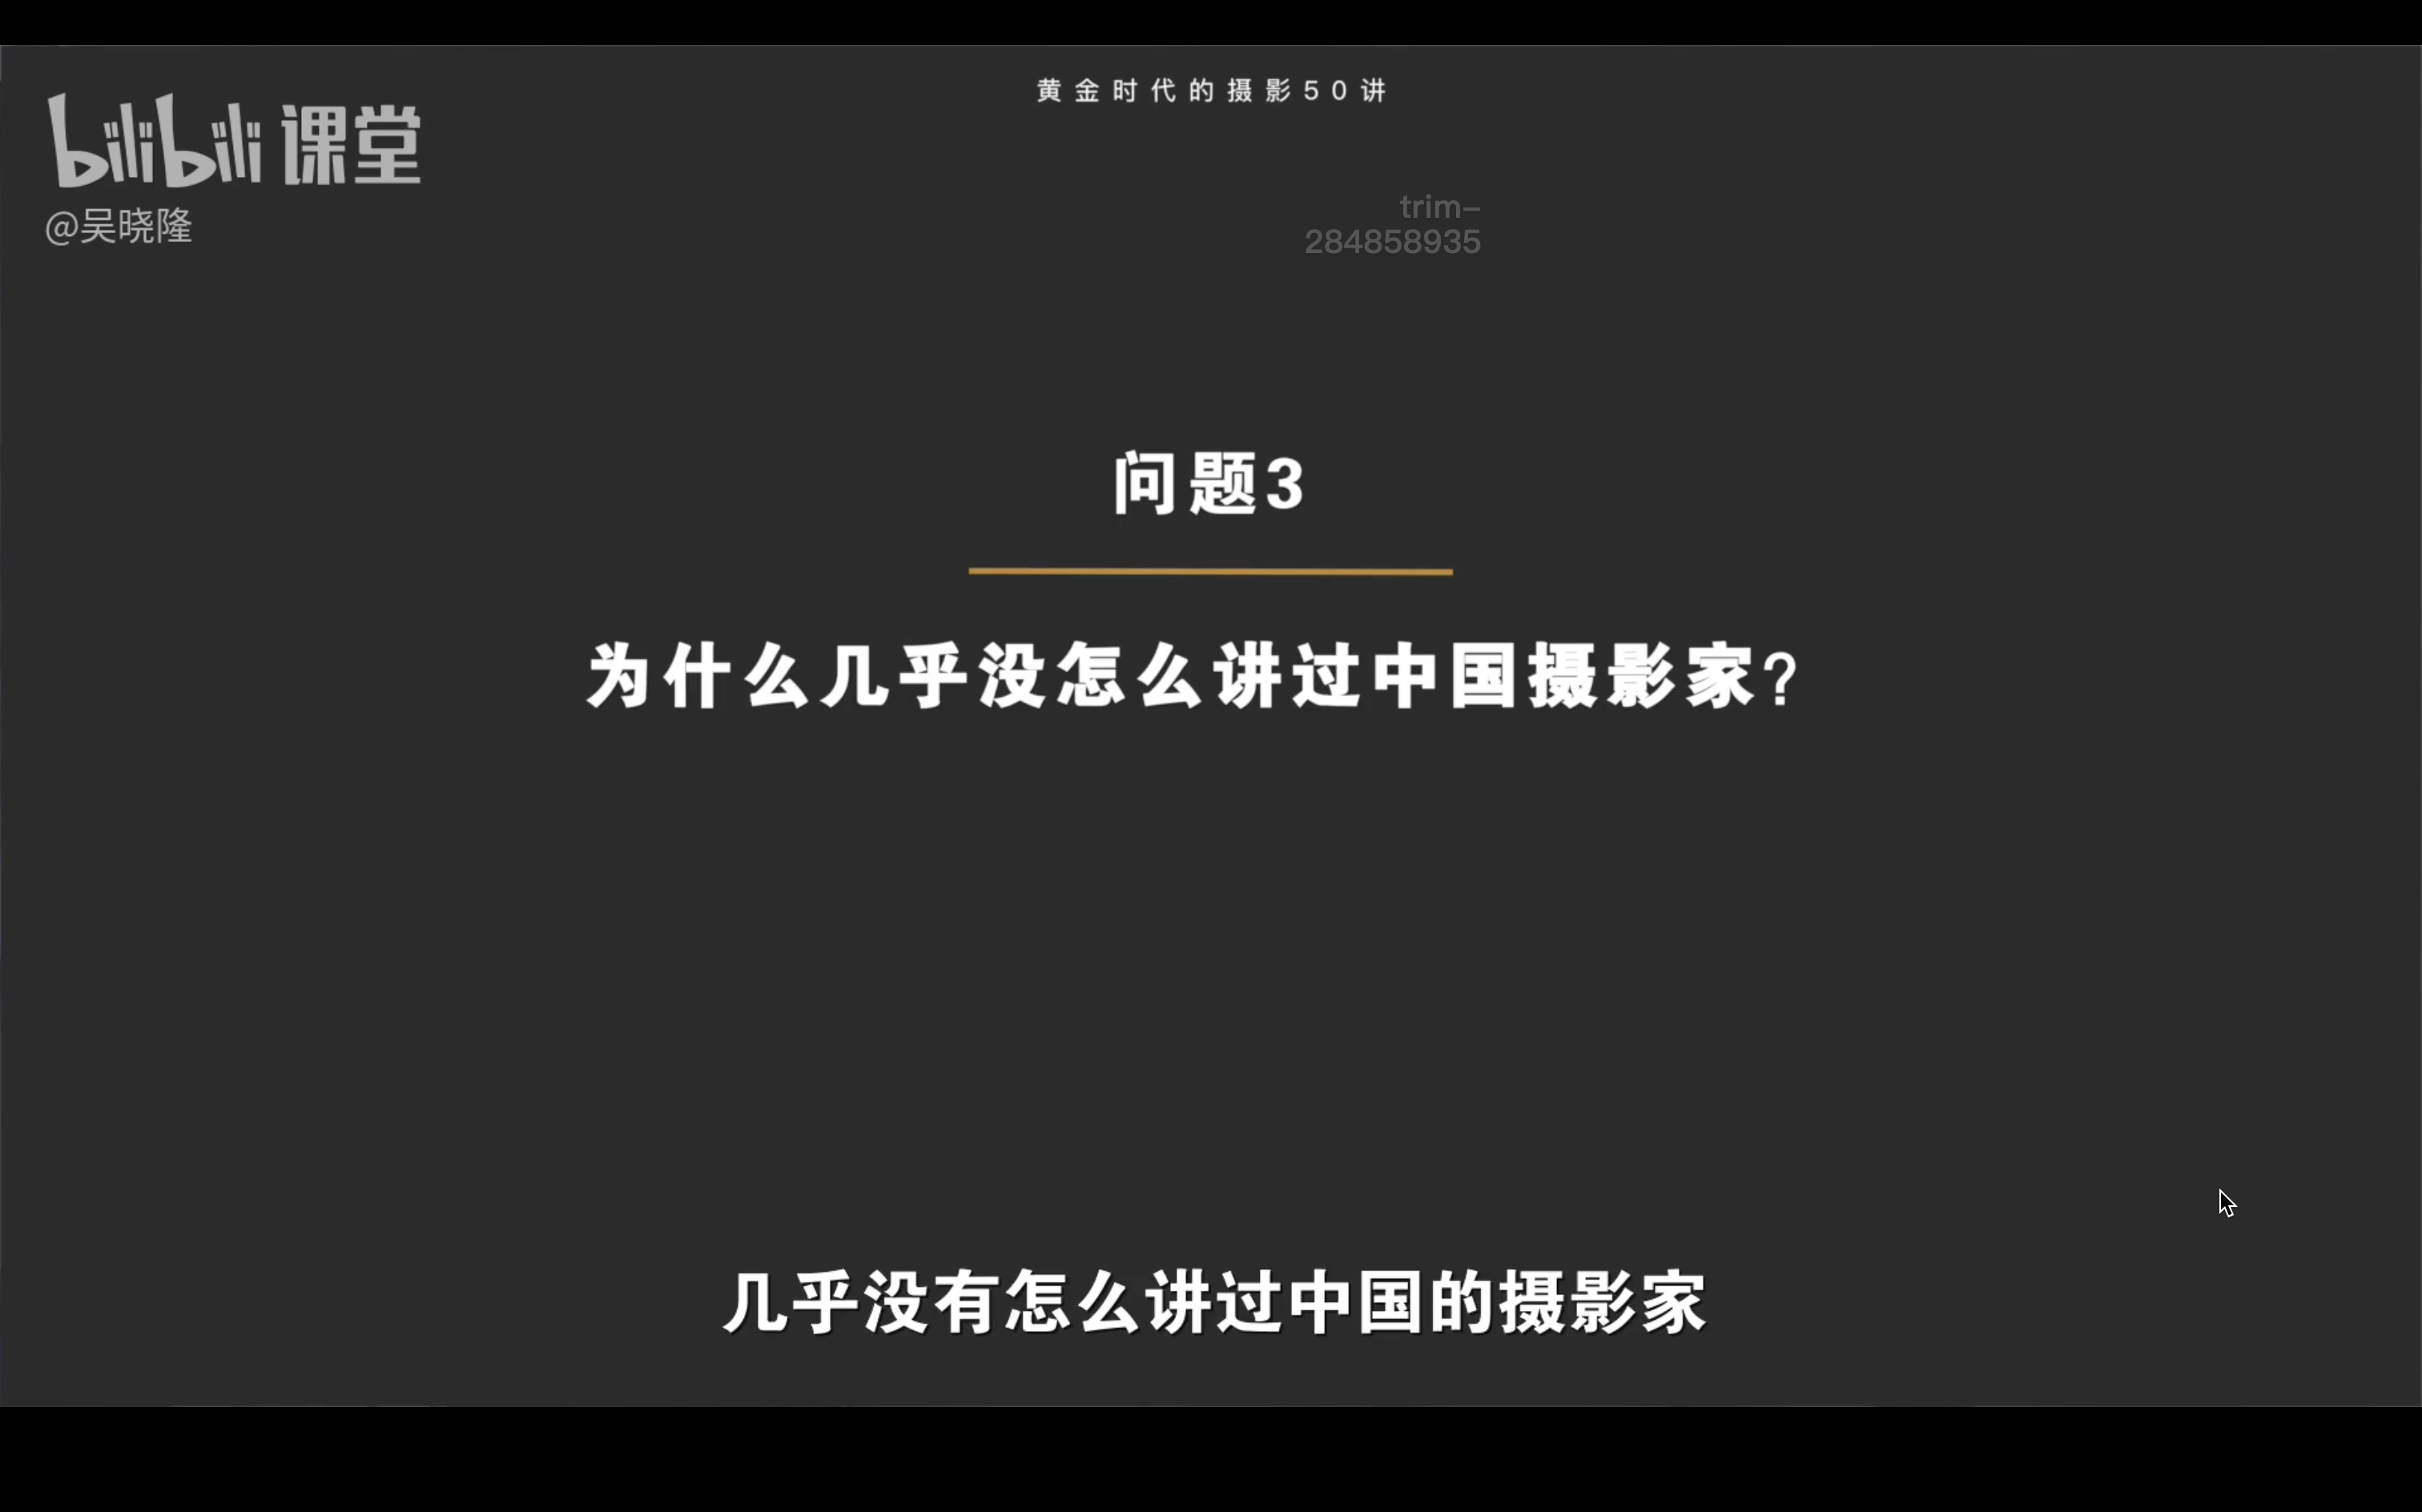 黄金时代的摄影50讲
bilibili课堂
@吴晓隆
trim-
284858935
问题3
为什么几乎没怎么讲过中国摄影家?
几乎没有怎么讲过中国的摄影家